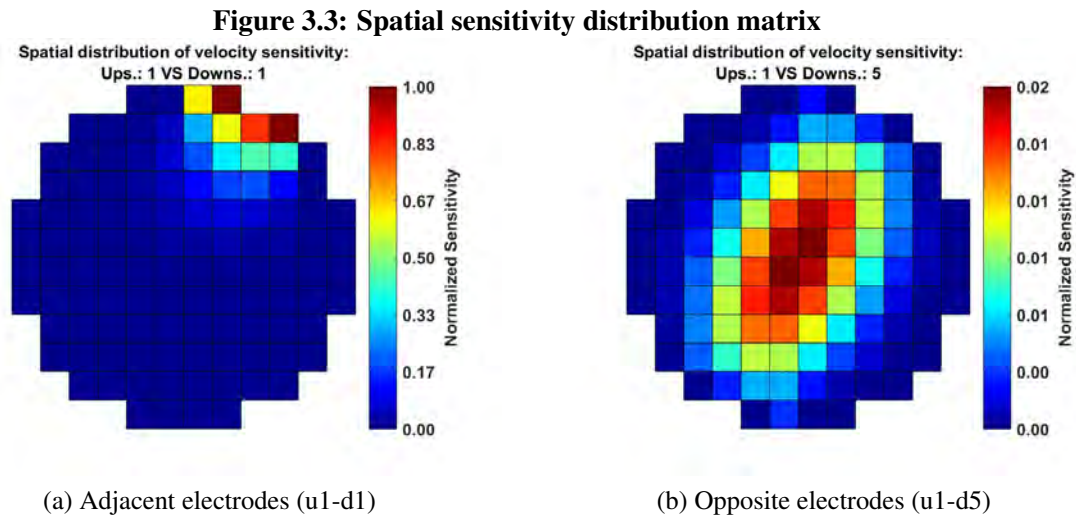 Figure 3.3: Spatial sensitivity distribution matrix
Spatial distribution of velocity sensitivity:
Ups.: 1 VS Downs.: 1
1.00
0.83
0.67
0.50
0.33
0.17
0.00
Normalized Sensitivity
(a) Adjacent electrodes (u1-d1)
Spatial distribution of velocity sensitivity:
Ups.: 1 VS Downs.: 5
0.02
0.01
0.01
0.01
0.01
0.00
0.00
Normalized Sensitivity
(b) Opposite electrodes (u1-d5)